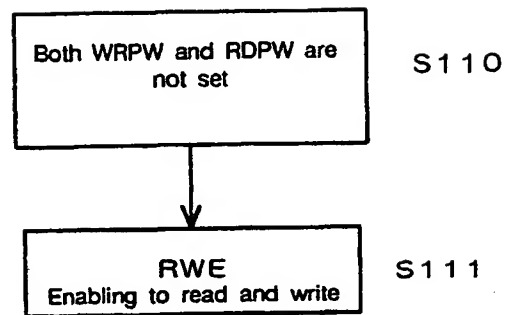 Both WRPW and RDPW are
not set
S110
RWE
Enabling to read and write
S111